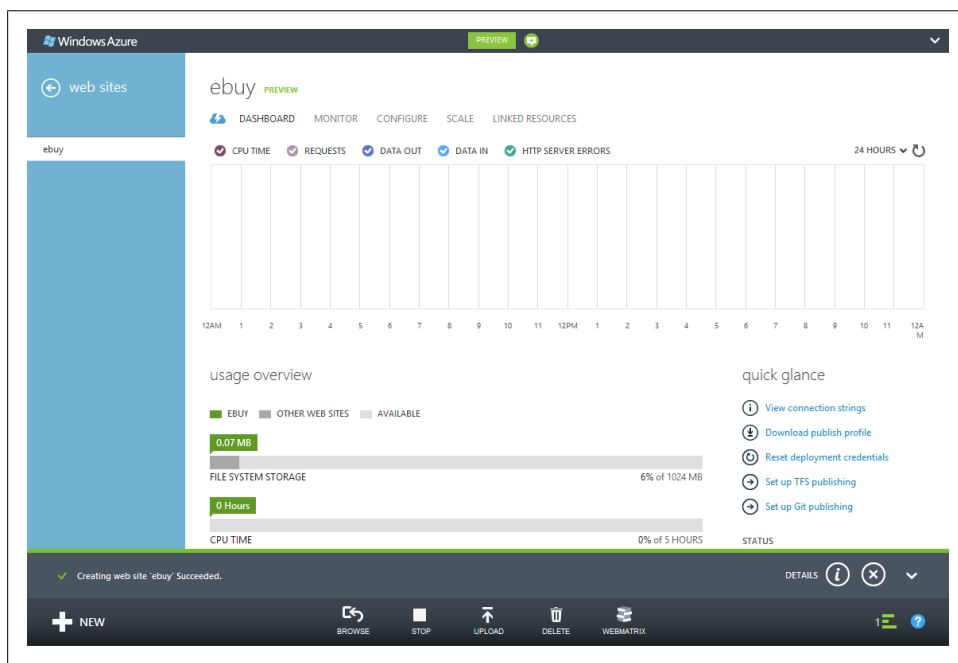 Windows Azure PREVIEW
web sites
ebuy PREVIEW
DASHBOARD MONITOR CONFIGURE SCALE LINKED RESOURCES
ebuy
CPU TIME REQUESTS DATA OUT DATA IN HTTP SERVER ERRORS 24 HOURS
12AM 1 2 3 4 5 6 7 8 9 10 11 12PM 1 2 3 4 5 6 7 8 9 10 11 12A
M
usage overview
EBUY OTHER WEB SITES AVAILABLE
0.07 MB
FILE SYSTEM STORAGE 6% of 1024 MB
0 Hours
CPU TIME 0% of 5 HOURS
quick glance
View connection strings
Download publish profile
Reset deployment credentials
Set up TFS publishing
Set up Git publishing
STATUS
Creating web site 'ebuy' Succeeded. DETAILS
NEW BROWSE STOP UPLOAD DELETE WEBMATRIX 1 ?